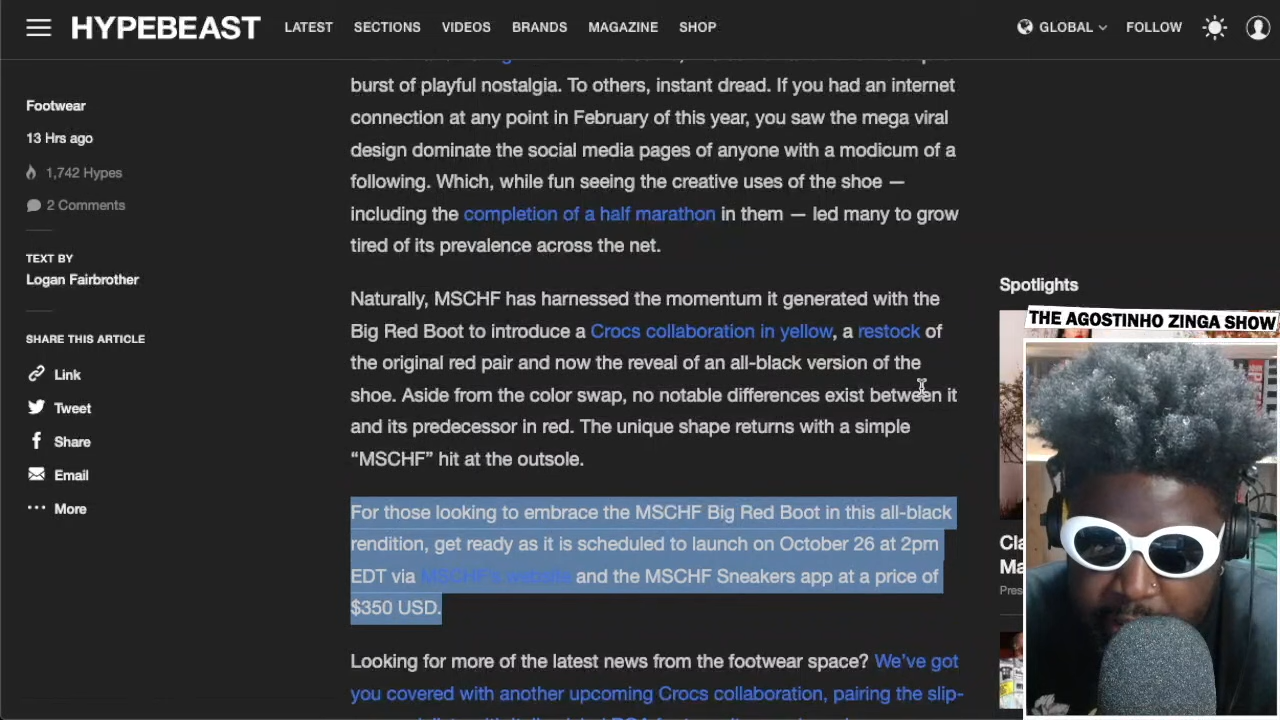 HYPEBEAST
LATEST
SECTIONS
VIDEOS
BRANDS
MAGAZINE
SHOP
GLOBAL
FOLLOW
Footwear
13 Hrs ago
1,742 Hypes
2 Comments
TEXT BY
Logan Fairbrother
SHARE THIS ARTICLE
Link
Tweet
Share
Email
More
burst of playful nostalgia. To others, instant dread. If you had an internet
connection at any point in February of this year, you saw the mega viral
design dominate the social media pages of anyone with a modicum of a
following. Which, while fun seeing the creative uses of the shoe —
including the completion of a half marathon in them — led many to grow
tired of its prevalence across the net.
Naturally, MSCHF has harnessed the momentum it generated with the
Big Red Boot to introduce a Crocs collaboration in yellow, a restock of
the original red pair and now the reveal of an all-black version of the
shoe. Aside from the color swap, no notable differences exist between it
and its predecessor in red. The unique shape returns with a simple
“MSCHF” hit at the outsole.
For those looking to embrace the MSCHF Big Red Boot in this all-black
rendition, get ready as it is scheduled to launch on October 26 at 2pm
EDT via MSCHF's website and the MSCHF Sneakers app at a price of
$350 USD.
Looking for more of the latest news from the footwear space? We’ve got
you covered with another upcoming Crocs collaboration, pairing the slip-
Spotlights
THE AGOSTINHO ZINGA SHOW